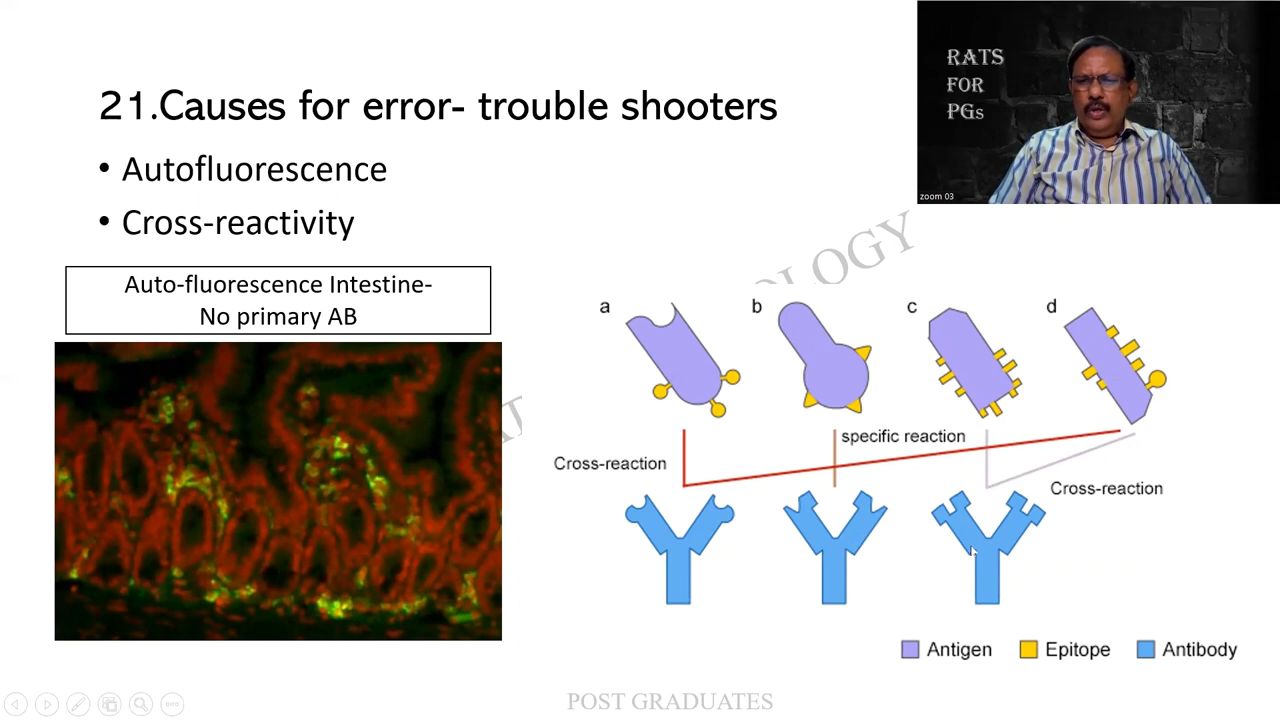 21.Causes for error- trouble shooters
• Autofluorescence
• Cross-reactivity
Auto-fluorescence Intestine-
No primary AB
RATS
FOR
PGs
zoom 03
OLOGY
a
b
c
d
specific reaction
Cross-reaction
Cross-reaction
Antigen
Epitope
Antibody
POST GRADUATES